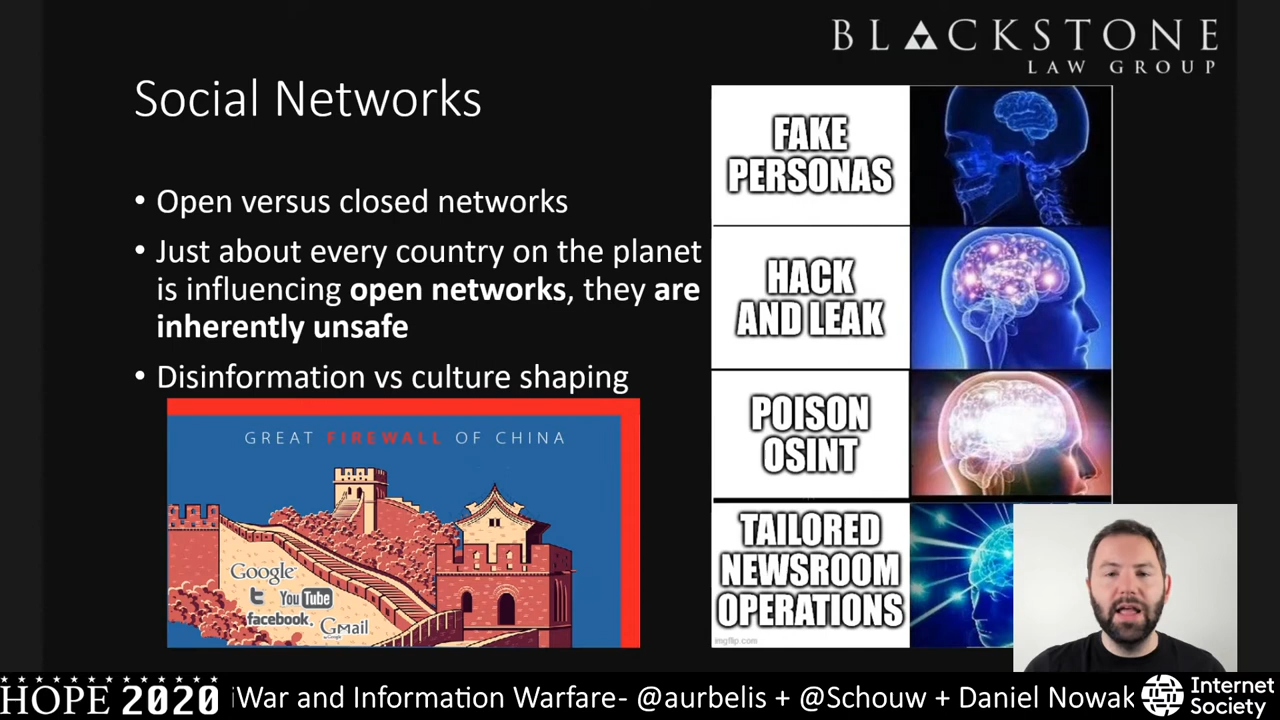 BLACKSTONE
LAW GROUP
Social Networks
• Open versus closed networks
• Just about every country on the planet
is influencing open networks, they are
inherently unsafe
• Disinformation vs culture shaping
GREAT FIREWALL OF CHINA
Google
YouTube
facebook.
Gmail
FAKE
PERSONAS
HACK
AND LEAK
POISON
OSINT
TAILORED
NEWSROOM
OPERATIONS
imgflip.com
HOPE 2020
iWar and Information Warfare- @aurbelis + @Schouw + Daniel Nowak
Internet
Society